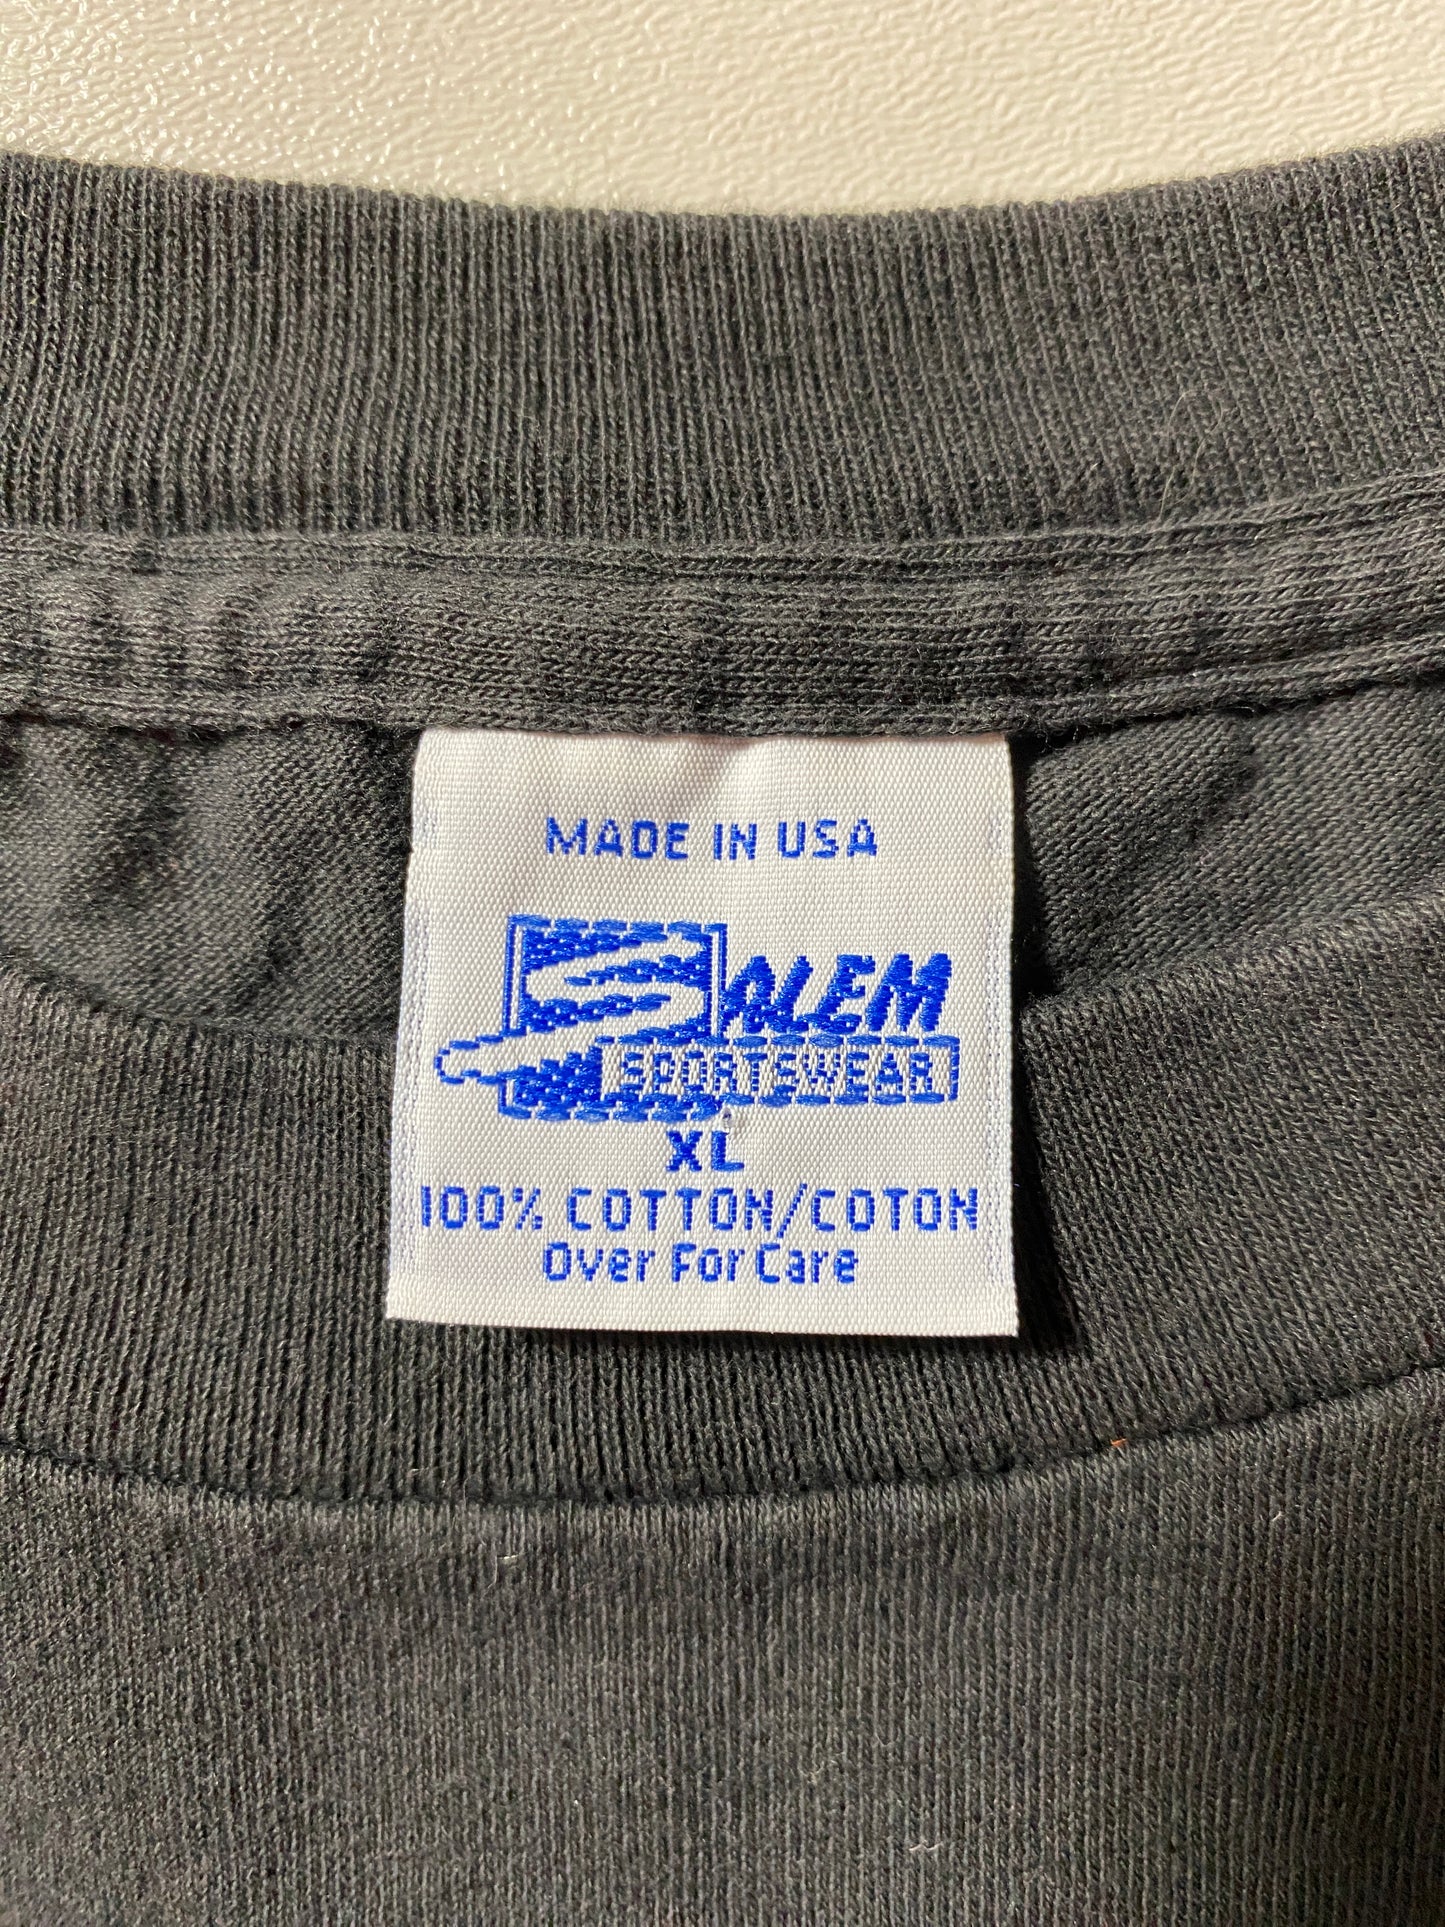 MADE IN USA
SALEM
SPORTSWEAR
XL
100% COTTON/COTON
Over For Care